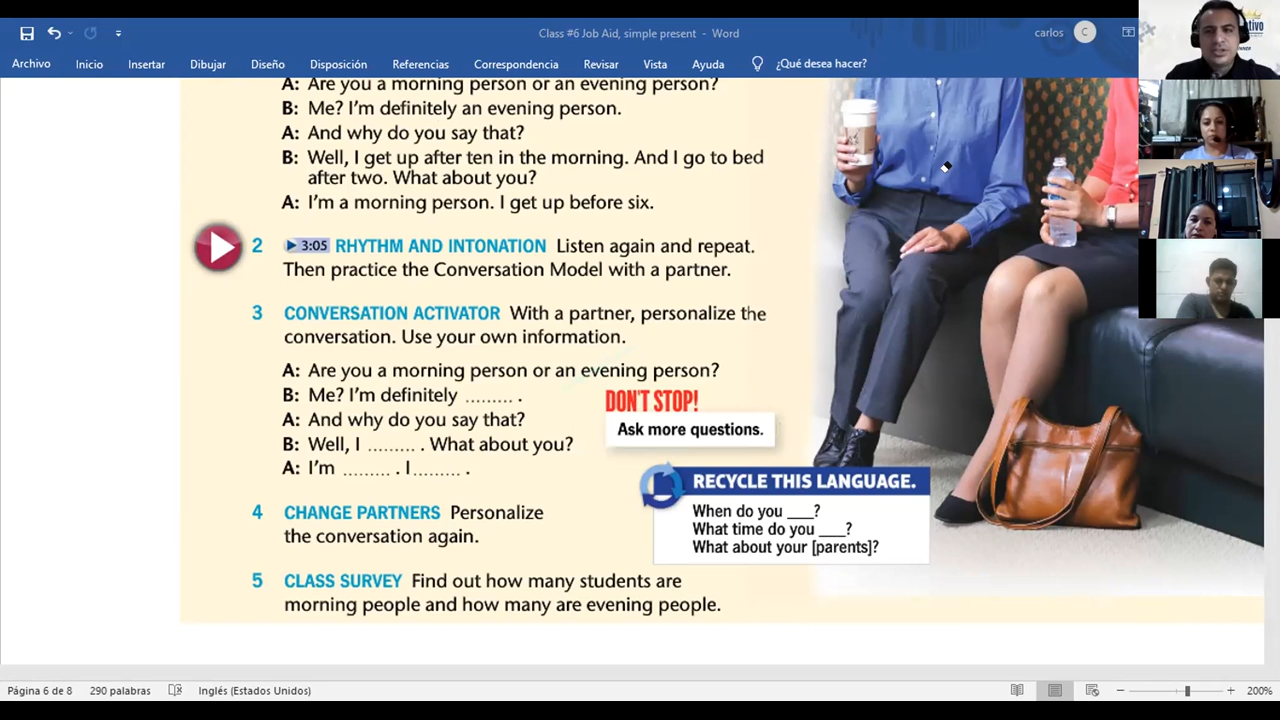 Class #6 Job Aid, simple present - Word
carlos
C
Archivo Inicio Insertar Dibujar Diseño Disposición Referencias Correspondencia Revisar Vista Ayuda ¿Qué desea hacer?
A: Are you a morning person or an evening person?
B: Me? I'm definitely an evening person.
A: And why do you say that?
B: Well, I get up after ten in the morning. And I go to bed
after two. What about you?
A: I'm a morning person. I get up before six.
2 3:05 RHYTHM AND INTONATION Listen again and repeat.
Then practice the Conversation Model with a partner.
3 CONVERSATION ACTIVATOR With a partner, personalize the
conversation. Use your own information.
A: Are you a morning person or an evening person?
B: Me? I'm definitely ......... .
A: And why do you say that?
B: Well, I ......... . What about you?
A: I'm ......... . I ......... .
DON'T STOP!
Ask more questions.
RECYCLE THIS LANGUAGE.
When do you ___?
What time do you ___?
What about your [parents]?
4 CHANGE PARTNERS Personalize
the conversation again.
5 CLASS SURVEY Find out how many students are
morning people and how many are evening people.
Página 6 de 8 290 palabras Inglés (Estados Unidos) 200%